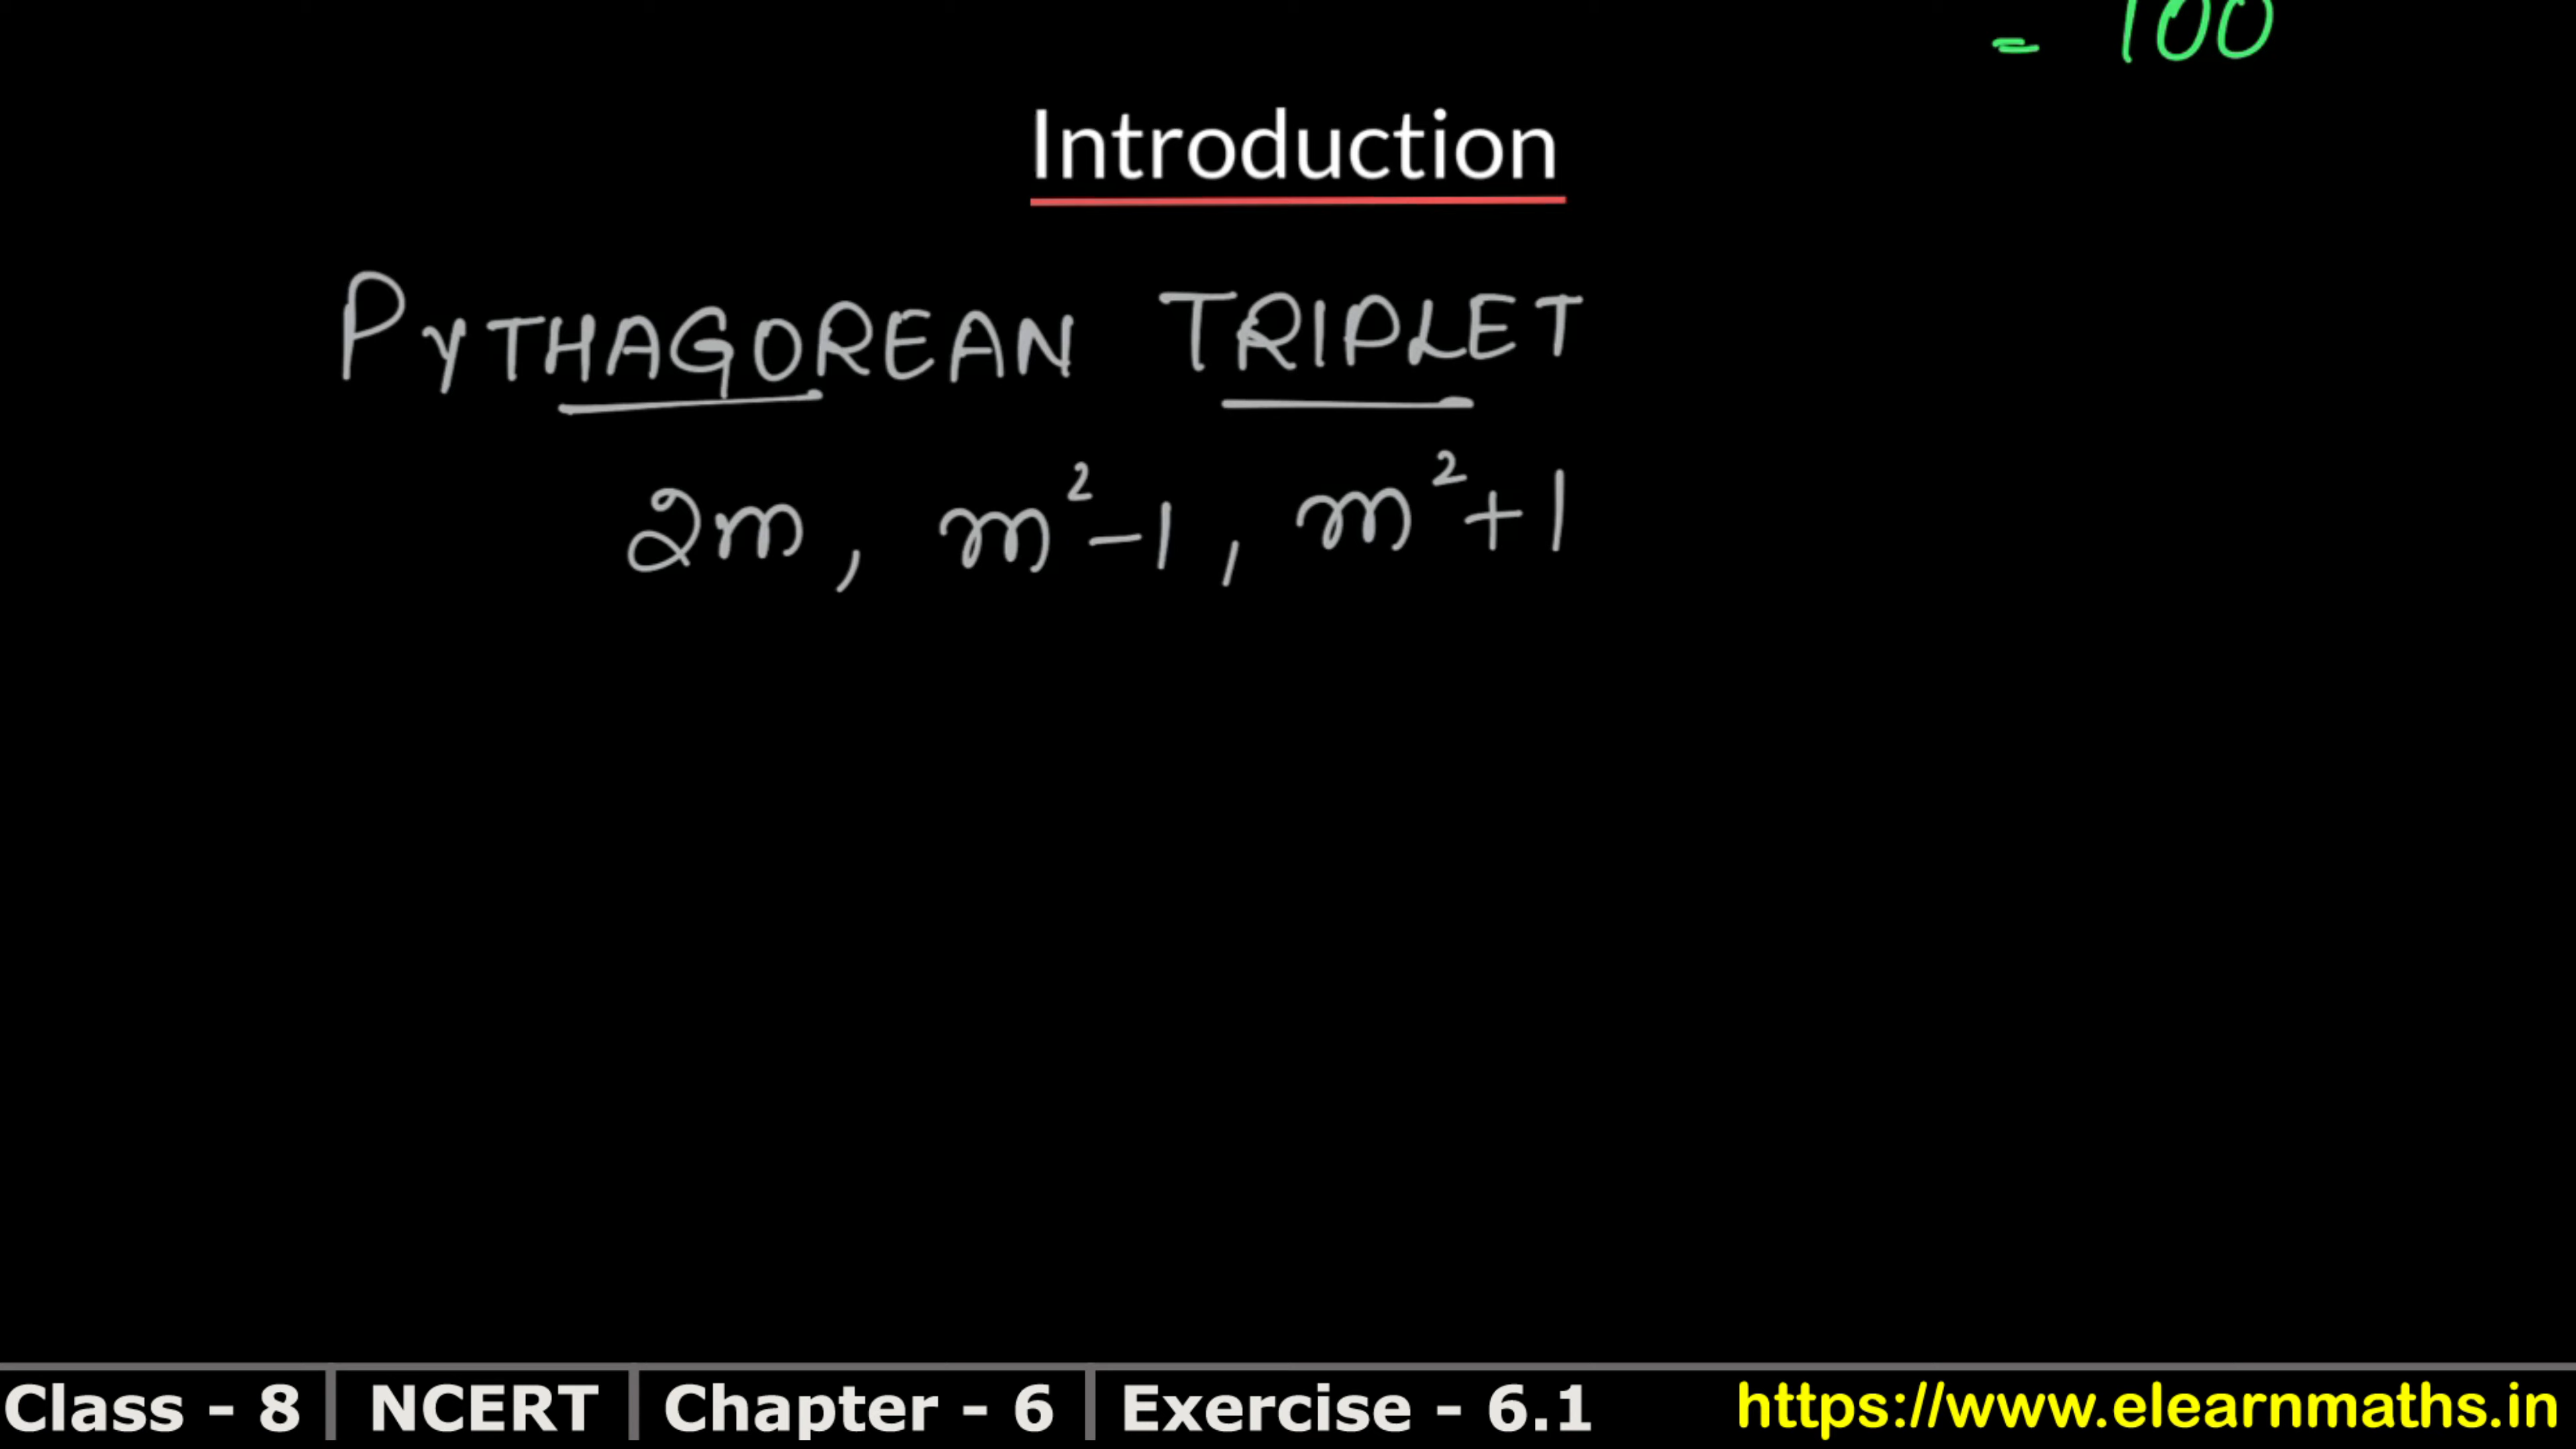 = 100
Introduction
PYTHAGOREAN TRIPLET
2m, m²-1, m²+1
Class - 8 | NCERT | Chapter - 6 | Exercise - 6.1 https://www.elearnmaths.in